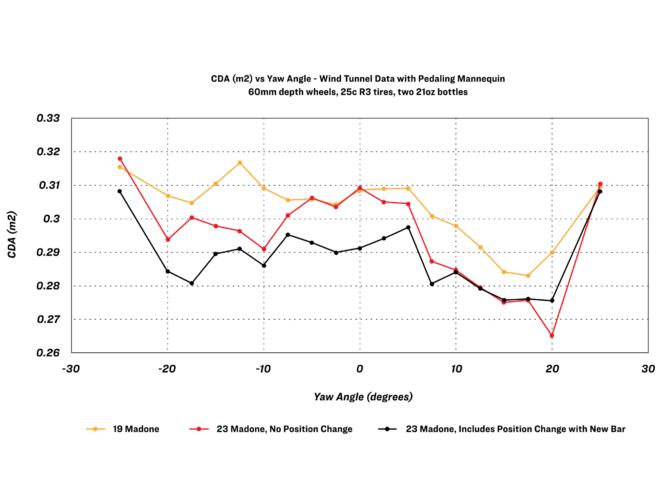 CDA (m2) vs Yaw Angle - Wind Tunnel Data with Pedaling Mannequin
60mm depth wheels, 25c R3 tires, two 21oz bottles
0.33
0.32
0.31
0.3
0.29
0.28
0.27
0.26
CDA (m2)
-30 -20 -10 0 10 20 30
Yaw Angle (degrees)
19 Madone 23 Madone, No Position Change 23 Madone, Includes Position Change with New Bar